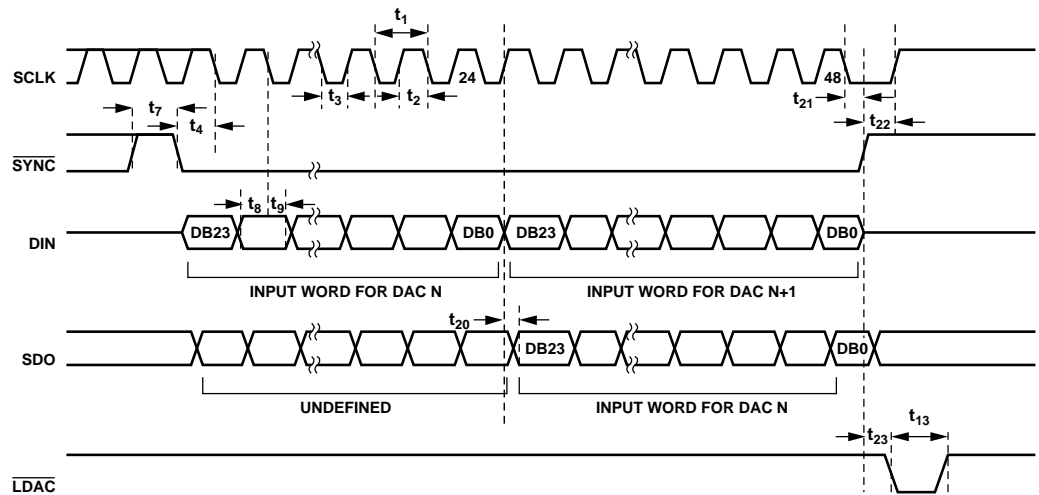 t1
SCLK
24
48
t3
t2
t21
t7
t4
t22
SYNC
t8
t9
DIN
DB23
DB0
DB23
DB0
INPUT WORD FOR DAC N
INPUT WORD FOR DAC N+1
t20
SDO
DB23
DB0
UNDEFINED
INPUT WORD FOR DAC N
t13
t23
LDAC